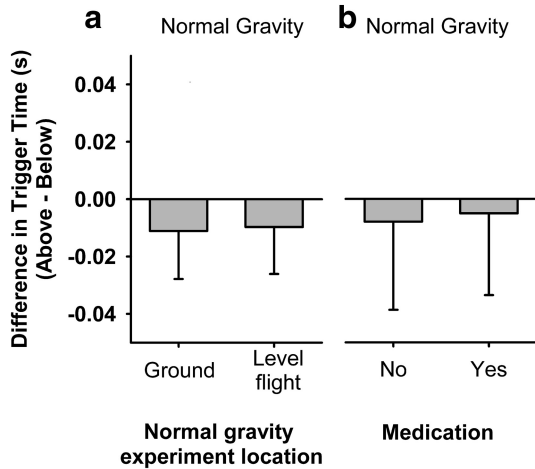 a
Normal Gravity
b
Normal Gravity
Difference in Trigger Time (s)
(Above - Below)
0.04
0.02
0.00
-0.02
-0.04
Ground
Level
flight
No
Yes
Normal gravity
experiment location
Medication